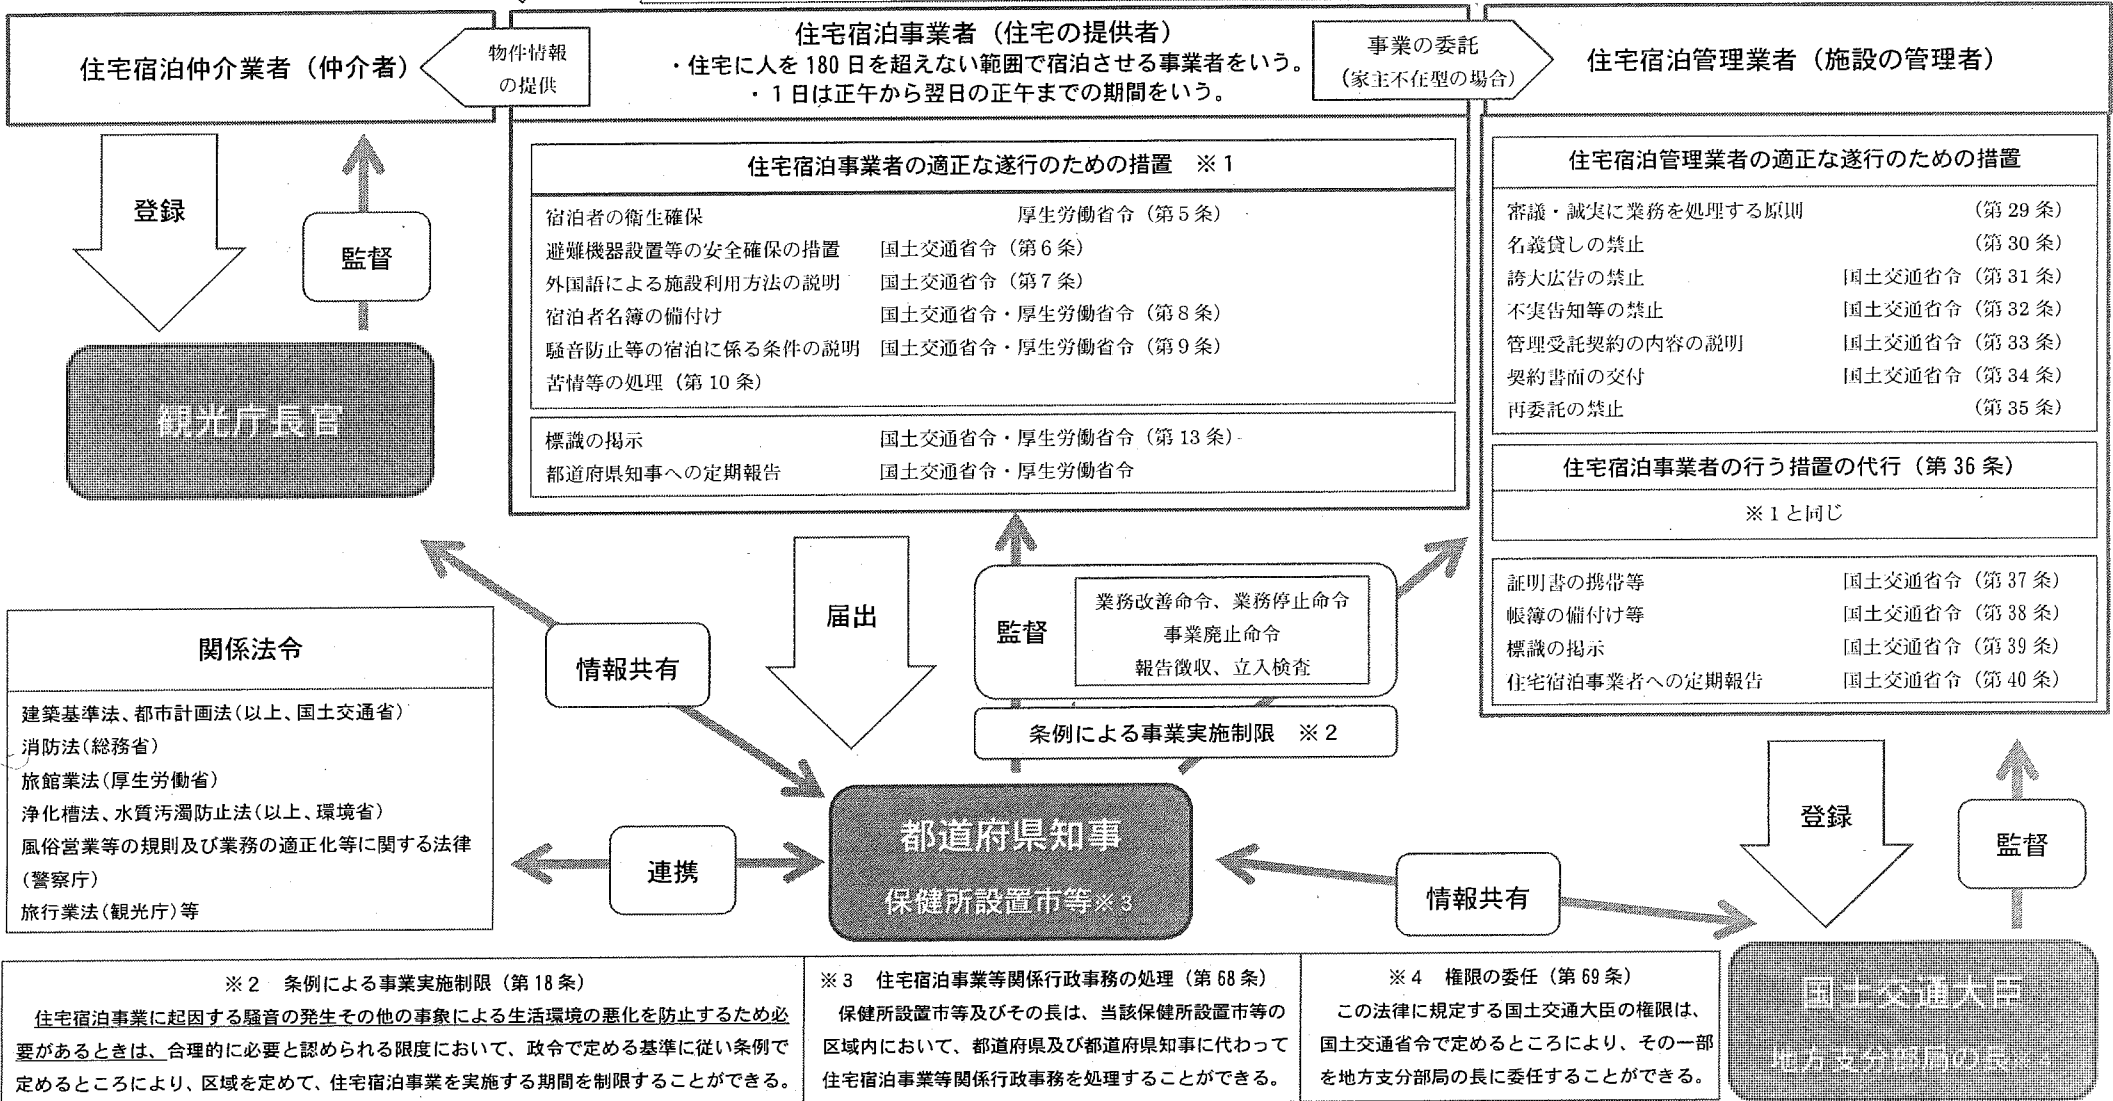 住宅宿泊仲介業者（仲介者）
物件情報
の提供
住宅宿泊事業者（住宅の提供者）
・住宅に人を180日を超えない範囲で宿泊させる事業者をいう。
・１日は正午から翌日の正午までの期間をいう。
事業の委託
（家主不在型の場合）
住宅宿泊管理業者（施設の管理者）
登録
監督
観光庁長官
住宅宿泊事業者の適正な遂行のための措置　※１
宿泊者の衛生確保　厚生労働省令（第５条）
避難機器設置等の安全確保の措置　国土交通省令（第６条）
外国語による施設利用方法の説明　国土交通省令（第７条）
宿泊者名簿の備付け　国土交通省令・厚生労働省令（第８条）
騒音防止等の宿泊に係る条件の説明　国土交通省令・厚生労働省令（第９条）
苦情等の処理（第10条）
標識の掲示　国土交通省令・厚生労働省令（第13条）
都道府県知事への定期報告　国土交通省令・厚生労働省令
住宅宿泊管理業者の適正な遂行のための措置
審議・誠実に業務を処理する原則　（第29条）
名義貸しの禁止　（第30条）
誇大広告の禁止　国土交通省令（第31条）
不実告知等の禁止　国土交通省令（第32条）
管理受託契約の内容の説明　国土交通省令（第33条）
契約書面の交付　国土交通省令（第34条）
再委託の禁止　（第35条）
住宅宿泊事業者の行う措置の代行（第36条）
※１と同じ
証明書の携帯等　国土交通省令（第37条）
帳簿の備付け等　国土交通省令（第38条）
標識の掲示　国土交通省令（第39条）
住宅宿泊事業者への定期報告　国土交通省令（第40条）
関係法令
建築基準法、都市計画法（以上、国土交通省）
消防法（総務省）
旅館業法（厚生労働省）
浄化槽法、水質汚濁防止法（以上、環境省）
風俗営業等の規則及び業務の適正化等に関する法律
（警察庁）
旅行業法（観光庁）等
情報共有
届出
監督
業務改善命令、業務停止命令
事業廃止命令
報告徴収、立入検査
条例による事業実施制限　※２
連携
都道府県知事
保健所設置市等※３
情報共有
登録
監督
国土交通大臣
地方支分部局の長※４
※２　条例による事業実施制限（第18条）
住宅宿泊事業に起因する騒音の発生その他の事象による生活環境の悪化を防止するため必
要があるときは、合理的に必要と認められる限度において、政令で定める基準に従い条例で
定めるところにより、区域を定めて、住宅宿泊事業を実施する期間を制限することができる。
※３　住宅宿泊事業等関係行政事務の処理（第68条）
保健所設置市等及びその長は、当該保健所設置市等の
区域内において、都道府県及び都道府県知事に代わって
住宅宿泊事業等関係行政事務を処理することができる。
※４　権限の委任（第69条）
この法律に規定する国土交通大臣の権限は、
国土交通省令で定めるところにより、その一部
を地方支分部局の長に委任することができる。